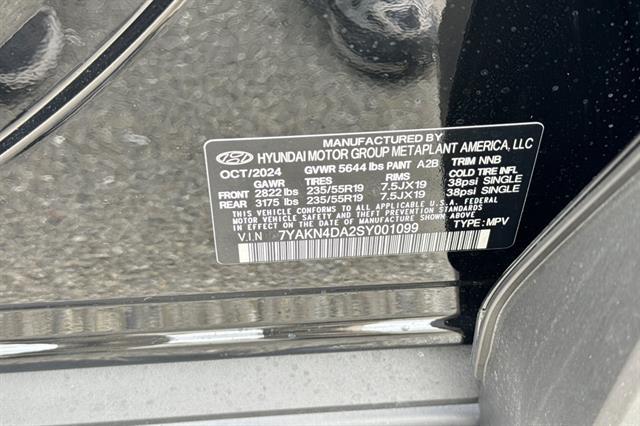 MANUFACTURED BY
HYUNDAI MOTOR GROUP METAPLANT AMERICA, LLC
OCT/2024 GVWR 5644 lbs PAINT A2B TRIM NNB
GAWR TIRES RIMS COLD TIRE INFL
FRONT 2822 lbs 235/55R19 7.5JX19 38psi SINGLE
REAR 3175 lbs 235/55R19 7.5JX19 38psi SINGLE
THIS VEHICLE CONFORMS TO ALL APPLICABLE U.S.A. FEDERAL
MOTOR VEHICLE SAFETY AND THEFT PREVENTION STANDARDS
IN EFFECT ON THE DATE OF MANUFACTURE SHOWN ABOVE.
V.I.N 7YAKN4DA2SY001099 TYPE: MPV